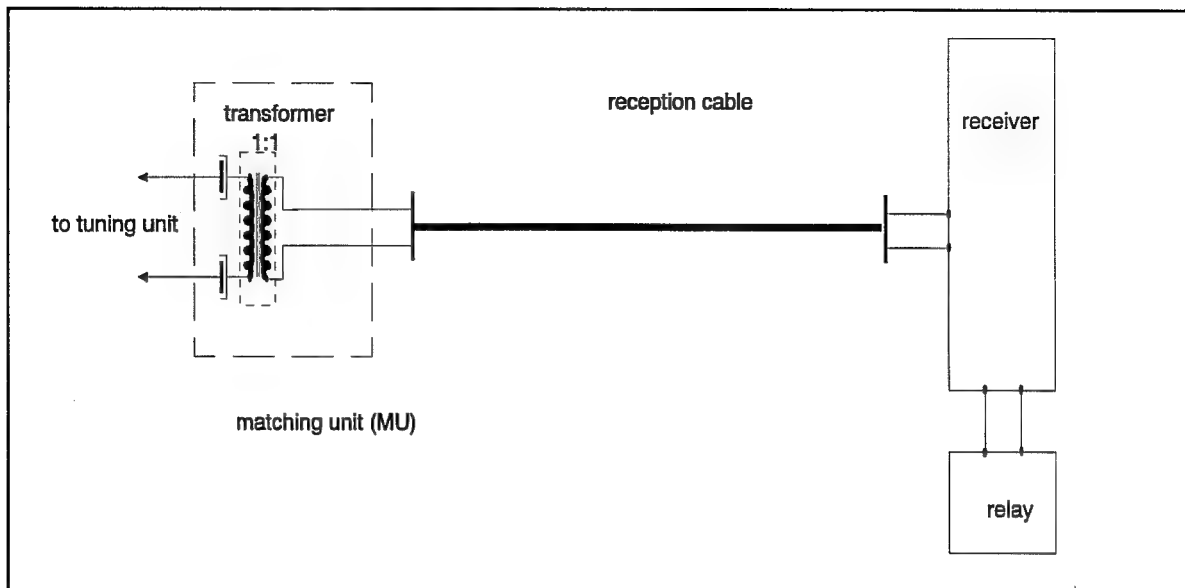 transformer
1:1
reception cable
receiver
to tuning unit
matching unit (MU)
relay